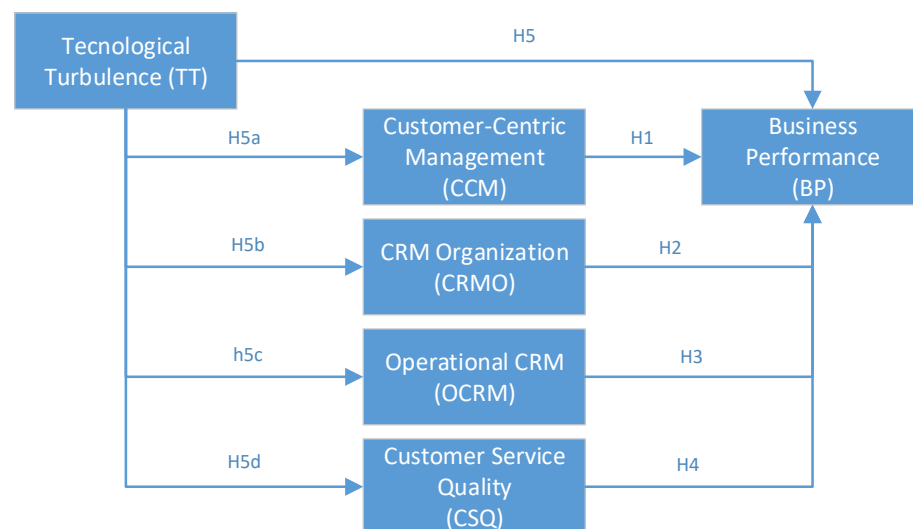 H5
Tecnological
Turbulence (TT)
H5a
Customer-Centric
Management
(CCM)
H1
Business
Performance
(BP)
H5b
CRM Organization
(CRMO)
H2
h5c
Operational CRM
(OCRM)
H3
H5d
Customer Service
Quality
(CSQ)
H4